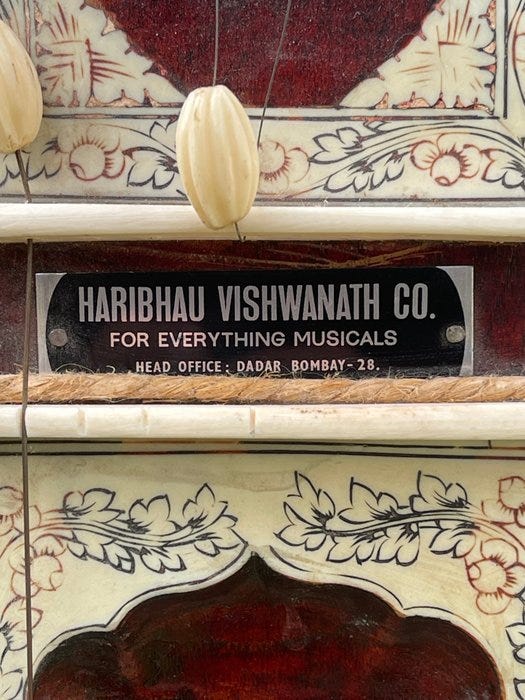 HARIBHAU VISHWANATH CO.
FOR EVERYTHING MUSICALS
HEAD OFFICE: DADAR BOMBAY-28.